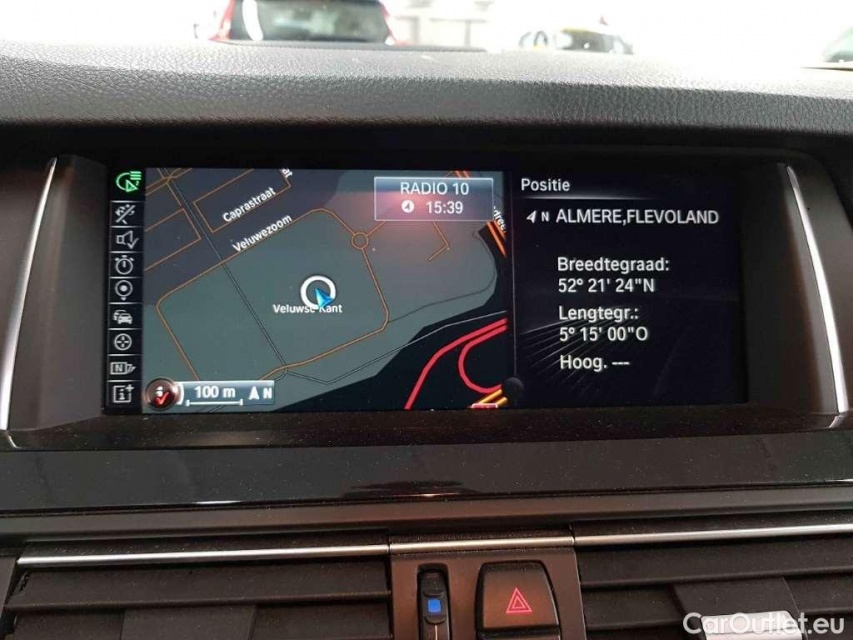 RADIO 10
15:39
Caprastraat
Veluwezoom
Veluwse Kant
100 m
N
Positie
N ALMERE,FLEVOLAND
Breedtegraad:
52° 21' 24"N
Lengtegr.:
5° 15' 00"O
Hoog. ---
CarOutlet.eu